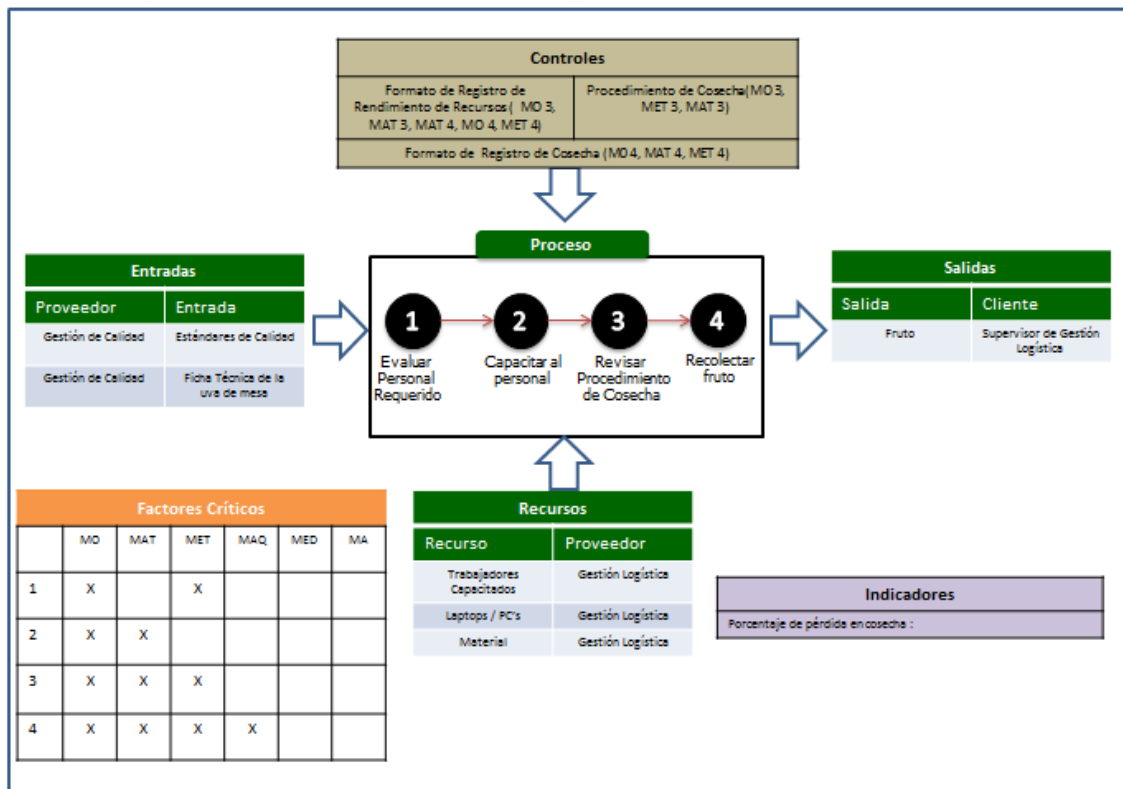 Controles
Formato de Registro de
Rendimiento de Recursos ( MO 3,
MAT 3, MAT 4, MO 4, MET 4)
Procedimiento de Cosecha(MO 3,
MET 3, MAT 3)
Formato de Registro de Cosecha (MO 4, MAT 4, MET 4)
Proceso
1
2
3
4
Evaluar
Personal
Requerido
Capacitar al
personal
Revisar
Procedimiento
de Cosecha
Recolectar
fruto
Entradas
Proveedor Entrada
Gestión de Calidad Estándares de Calidad
Gestión de Calidad Ficha Técnica de la
uva de mesa
Salidas
Salida Cliente
Fruto Supervisor de Gestión
Logística
Factores Críticos
MO MAT MET MAQ MED MA
1 X X
2 X X
3 X X X
4 X X X X
Recursos
Recurso Proveedor
Trabajadores
Capacitados
Gestión Logística
Laptops / PC's Gestión Logística
Material Gestión Logística
Indicadores
Porcentaje de pérdida en cosecha :